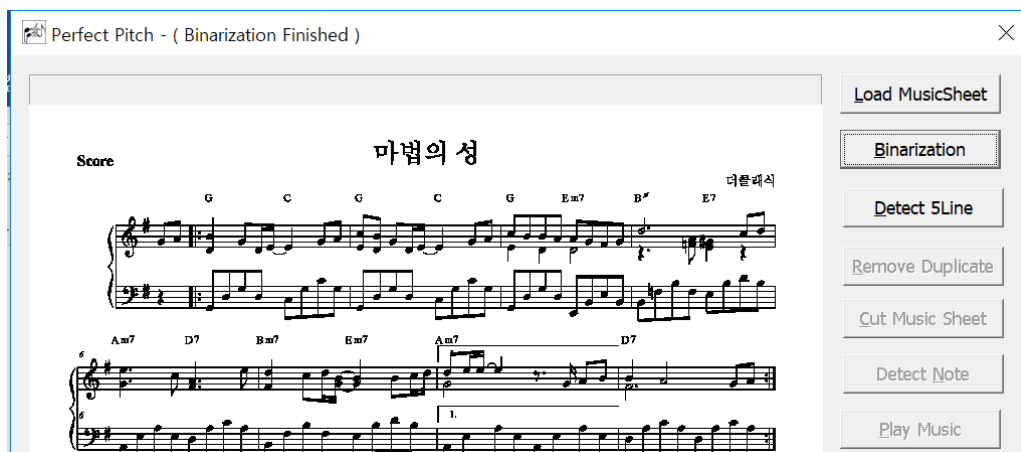 Perfect Pitch - ( Binarization Finished )
Load MusicSheet
Binarization
Detect 5Line
Remove Duplicate
Cut Music Sheet
Detect Note
Play Music
마법의 성
Score
더클래식
G C G C G Em7 E7
6 Am7 D7 Bm7 Em7 Am7 D7
6
1.